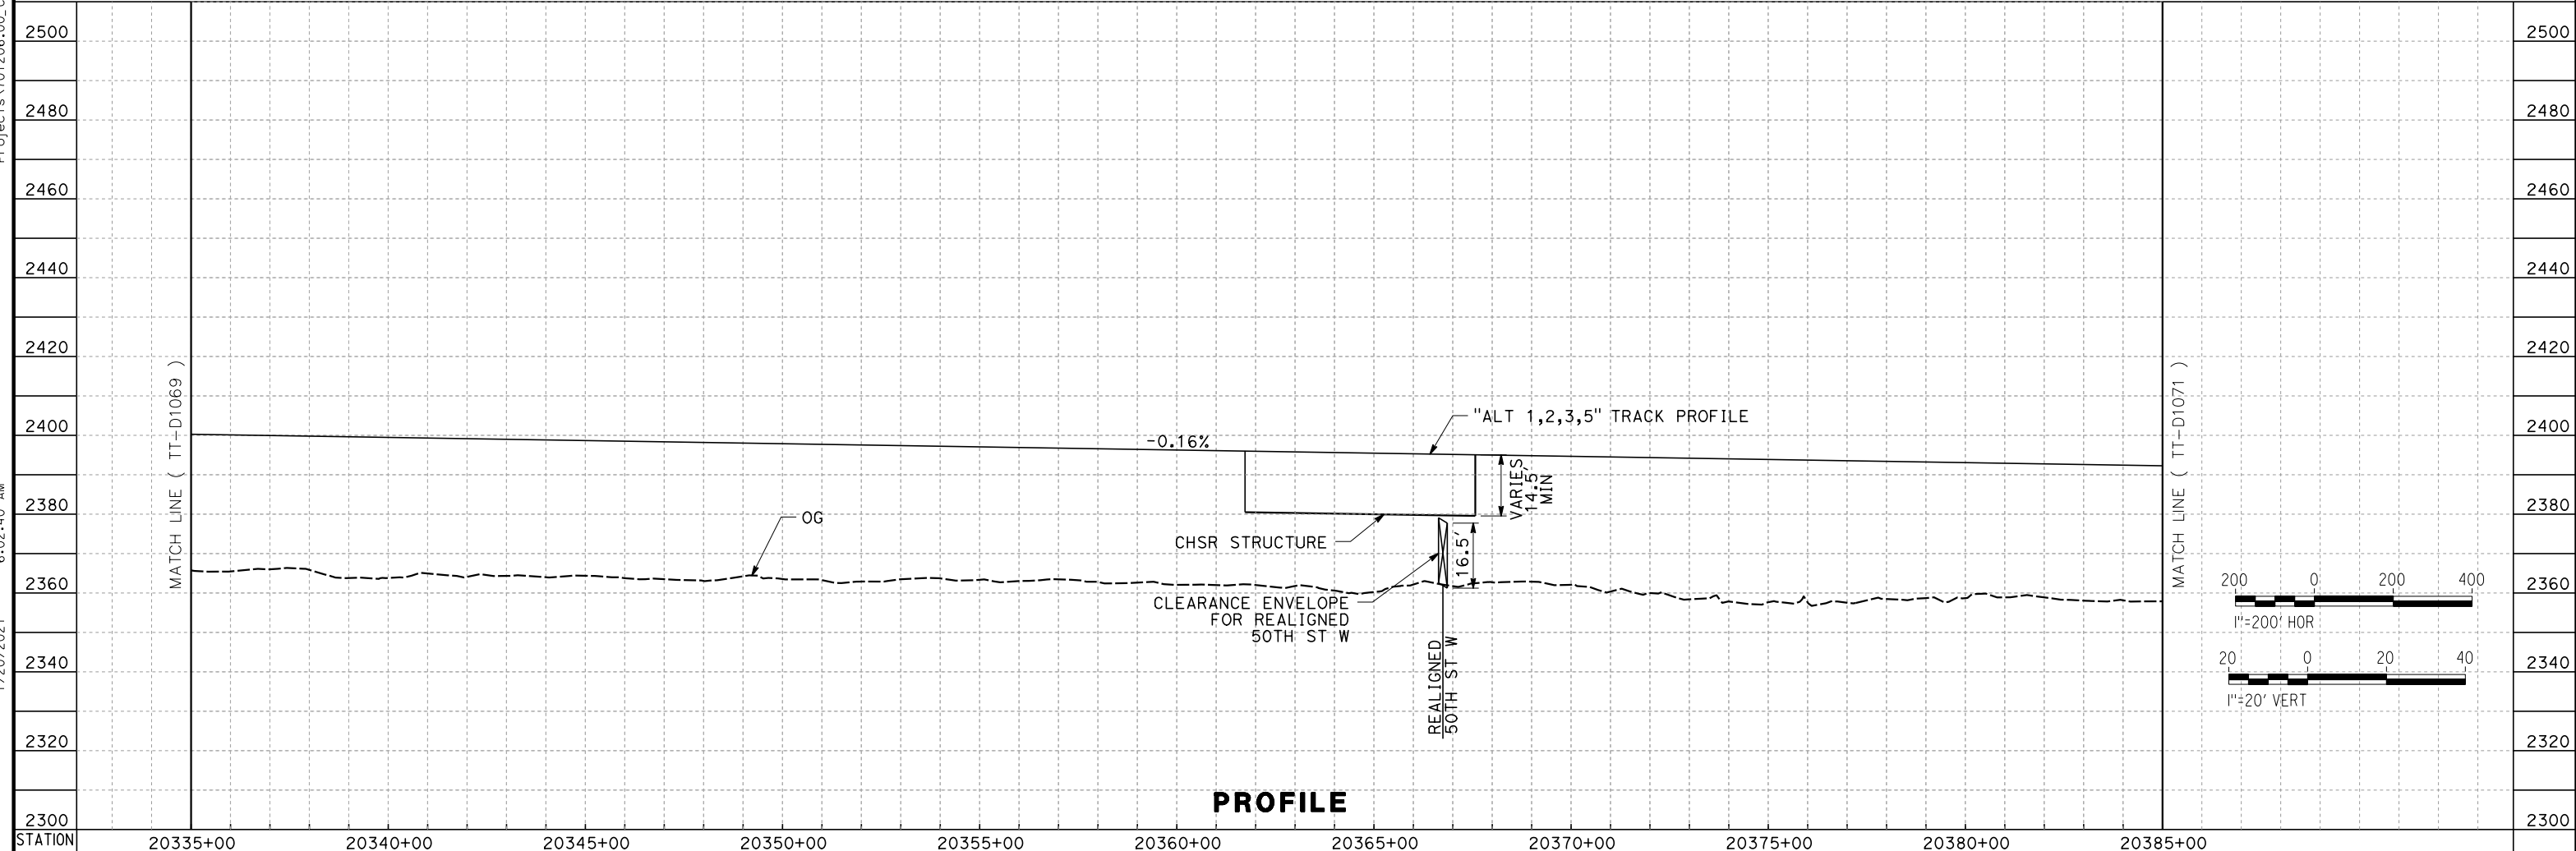 2500
2500
2480
2480
2460
2460
2440
2440
2420
2420
2400
2400
2380
2380
2360
2360
2340
2340
2320
2320
2300
2300
MATCH LINE ( TT-D1069 )
"ALT 1,2,3,5" TRACK PROFILE
-0.16%
VARIES
14.5'
MIN
OG
CHSR STRUCTURE
16.5'
CLEARANCE ENVELOPE
FOR REALIGNED
50TH ST W
REALIGNED
50TH ST W
MATCH LINE ( TT-D1071 )
200 0 200 400
1"=200' HOR
20 0 20 40
1"=20' VERT
PROFILE
STATION 20335+00 20340+00 20345+00 20350+00 20355+00 20360+00 20365+00 20370+00 20375+00 20380+00 20385+00